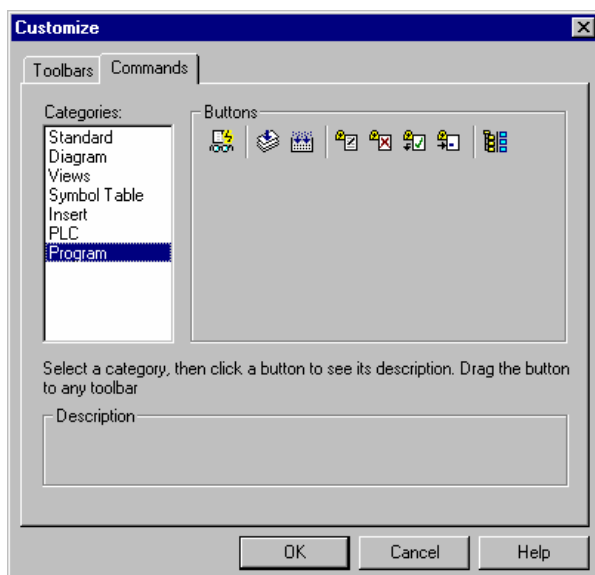 Customize
Toolbars
Commands
Categories:
Standard
Diagram
Views
Symbol Table
Insert
PLC
Program
Buttons
Select a category, then click a button to see its description. Drag the button
to any toolbar
Description
OK
Cancel
Help